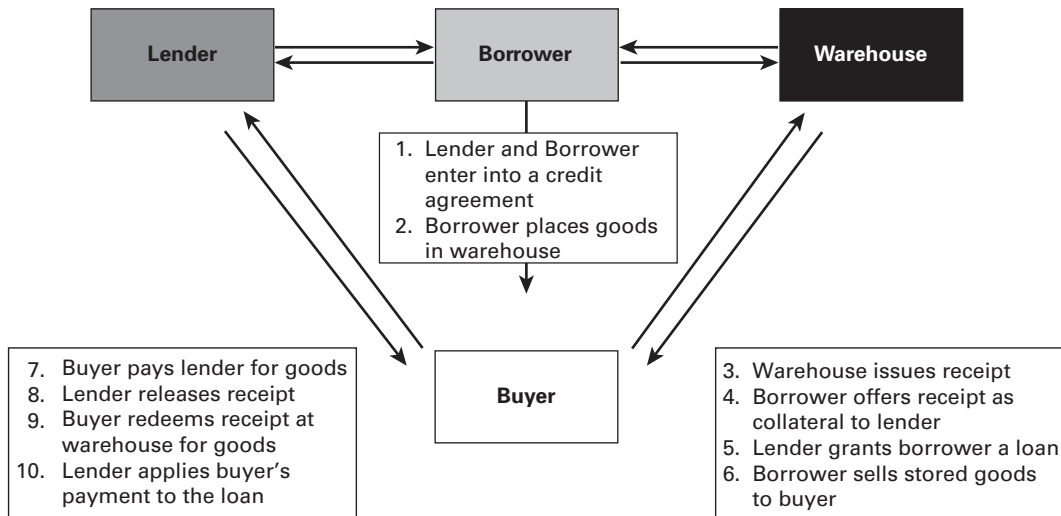 Lender
Borrower
Warehouse
1. Lender and Borrower
enter into a credit
agreement
2. Borrower places goods
in warehouse
7. Buyer pays lender for goods
8. Lender releases receipt
9. Buyer redeems receipt at
warehouse for goods
10. Lender applies buyer’s
payment to the loan
Buyer
3. Warehouse issues receipt
4. Borrower offers receipt as
collateral to lender
5. Lender grants borrower a loan
6. Borrower sells stored goods
to buyer